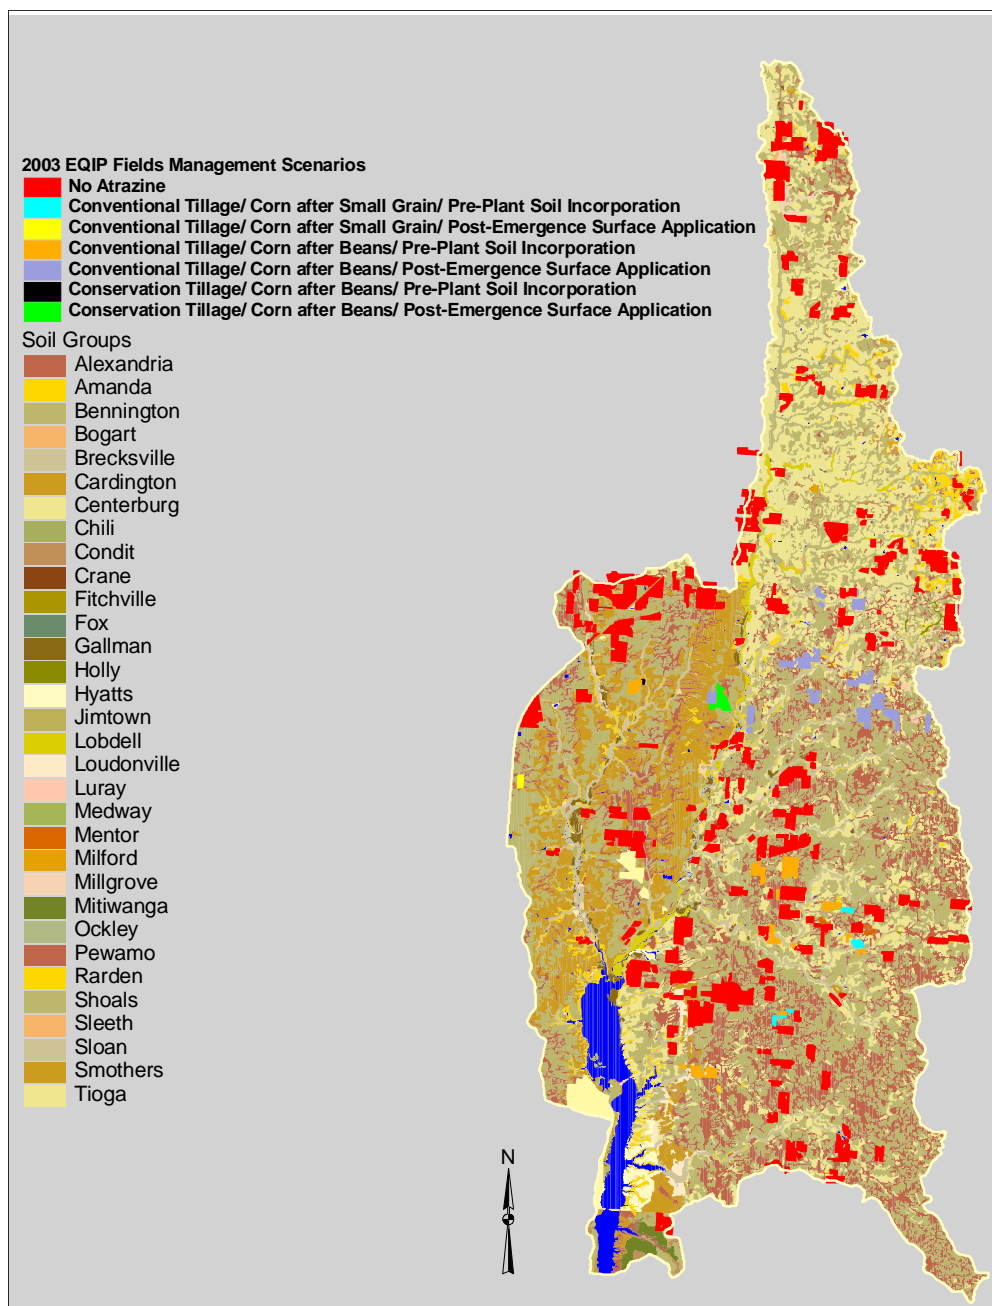 2003 EQIP Fields Management Scenarios
No Atrazine
Conventional Tillage/ Corn after Small Grain/ Pre-Plant Soil Incorporation
Conventional Tillage/ Corn after Small Grain/ Post-Emergence Surface Application
Conventional Tillage/ Corn after Beans/ Pre-Plant Soil Incorporation
Conventional Tillage/ Corn after Beans/ Post-Emergence Surface Application
Conservation Tillage/ Corn after Beans/ Pre-Plant Soil Incorporation
Conservation Tillage/ Corn after Beans/ Post-Emergence Surface Application
Soil Groups
Alexandria
Amanda
Bennington
Bogart
Brecksville
Cardington
Centerburg
Chili
Condit
Crane
Fitchville
Fox
Gallman
Holly
Hyatts
Jimtown
Lobdell
Loudonville
Luray
Medway
Mentor
Milford
Millgrove
Mitiwanga
Ockley
Pewamo
Rarden
Shoals
Sleeth
Sloan
Smothers
Tioga
N